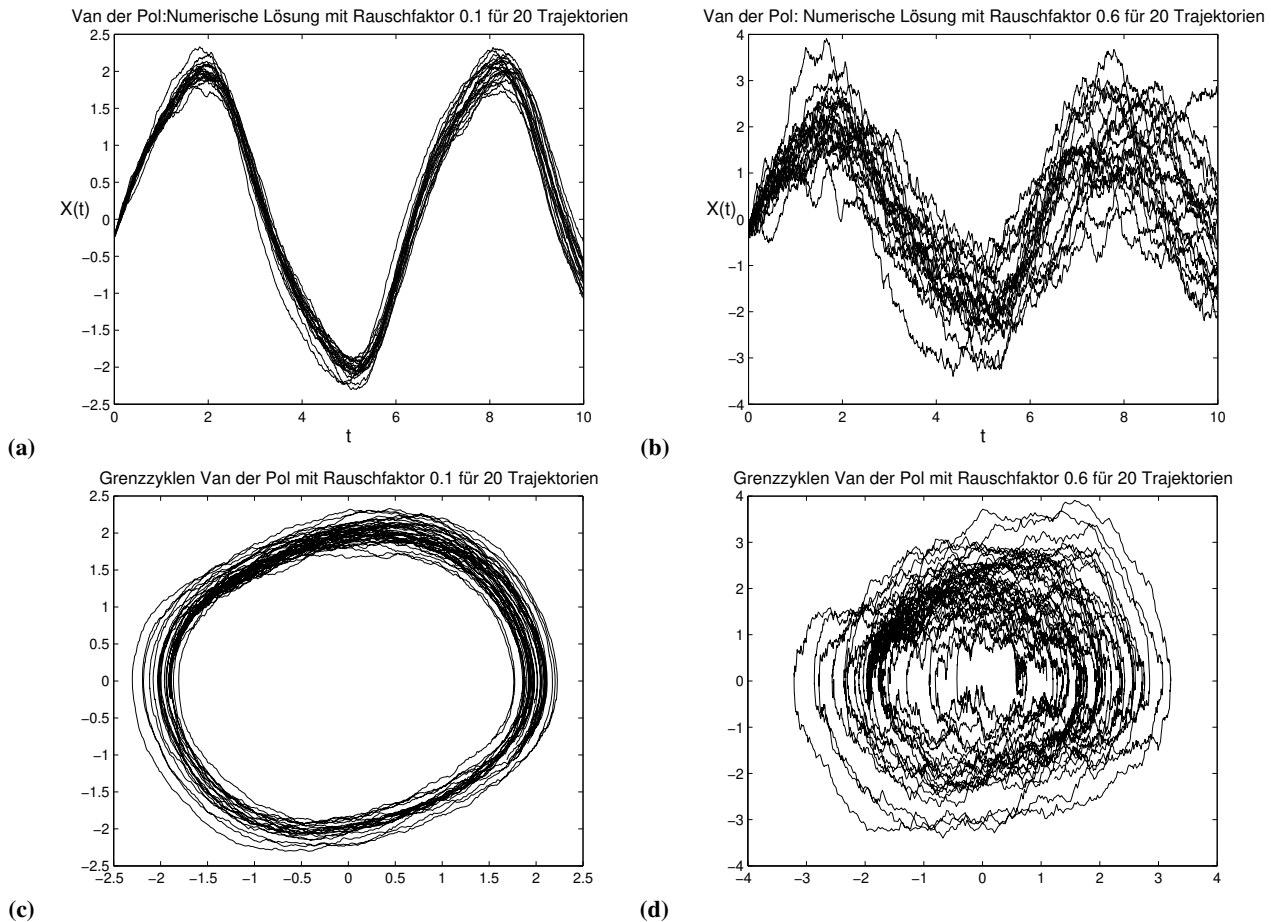 Van der Pol:Numerische Lösung mit Rauschfaktor 0.1 für 20 Trajektorien
2.5
2
1.5
1
0.5
0
−0.5
−1
−1.5
−2
−2.5
X(t)
0 2 4 6 8 10
t
(a)
Van der Pol: Numerische Lösung mit Rauschfaktor 0.6 für 20 Trajektorien
4
3
2
1
0
−1
−2
−3
−4
X(t)
0 2 4 6 8 10
t
(b)
Grenzzyklen Van der Pol mit Rauschfaktor 0.1 für 20 Trajektorien
2.5
2
1.5
1
0.5
0
−0.5
−1
−1.5
−2
−2.5
−2.5 −2 −1.5 −1 −0.5 0 0.5 1 1.5 2 2.5
(c)
Grenzzyklen Van der Pol mit Rauschfaktor 0.6 für 20 Trajektorien
4
3
2
1
0
−1
−2
−3
−4
−4 −3 −2 −1 0 1 2 3 4
(d)